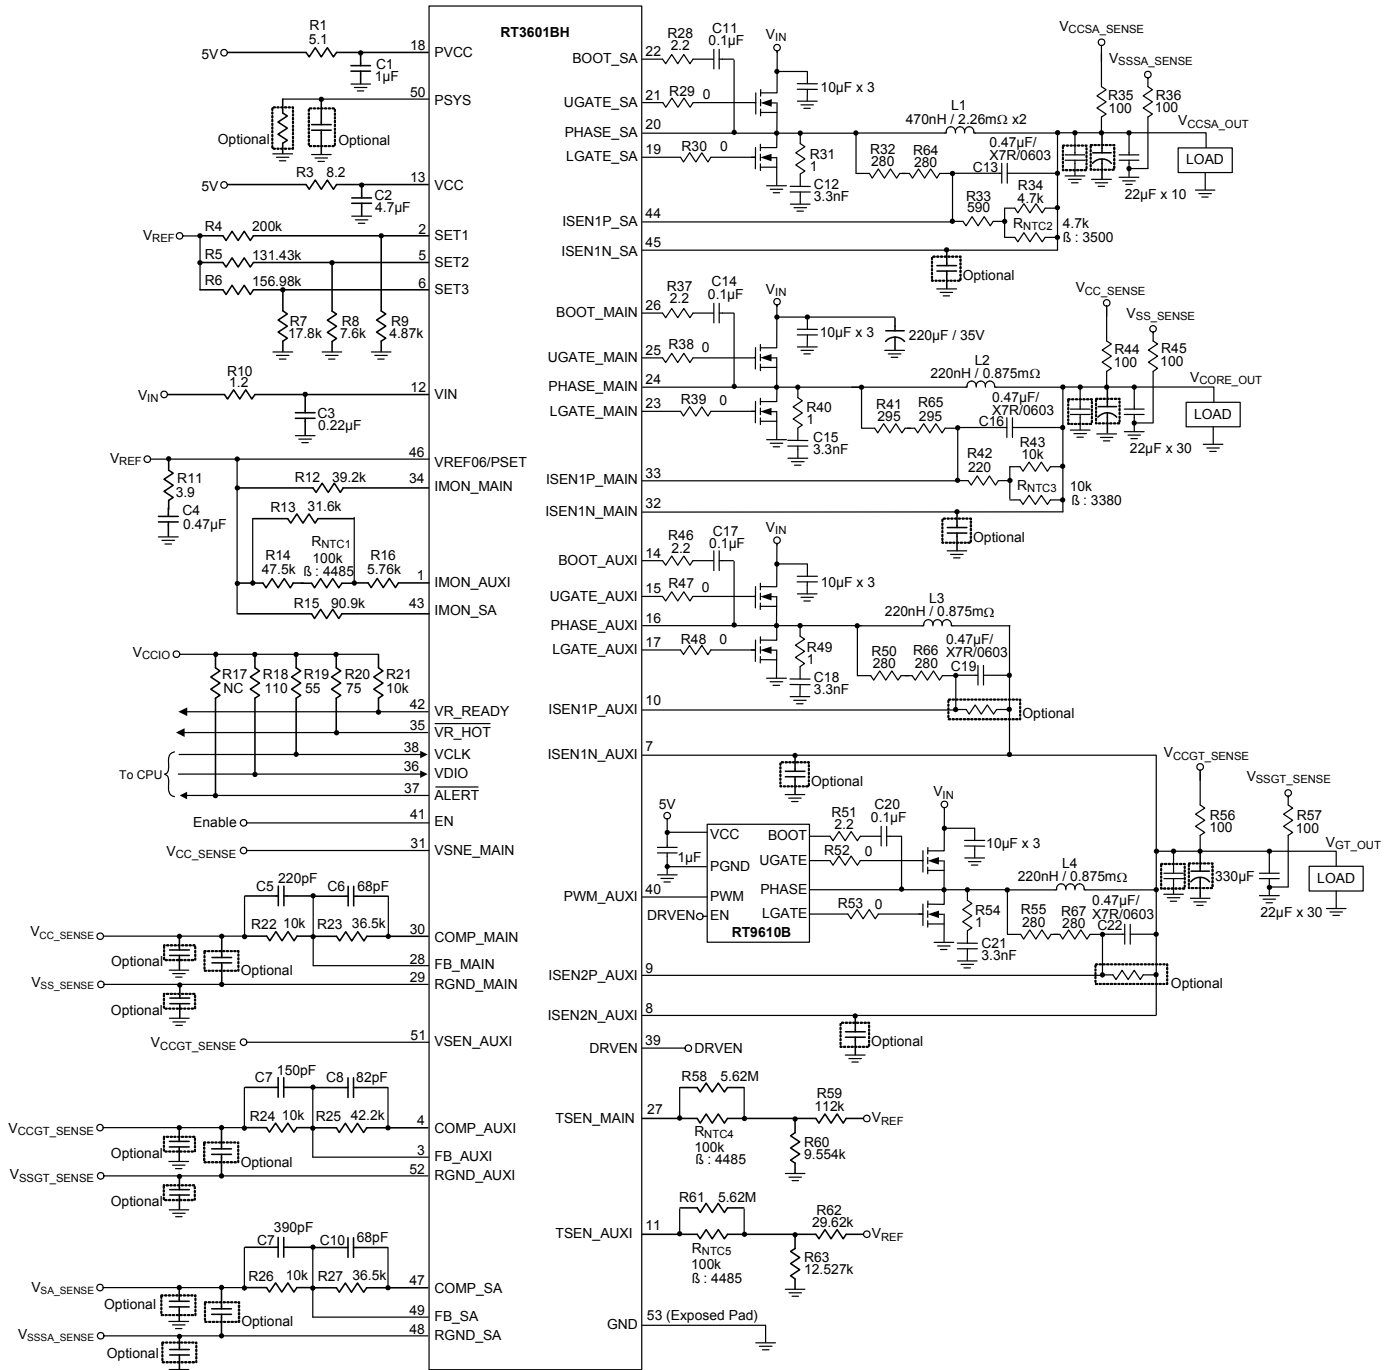 RT3601BH
5V
R1
5.1
18
PVCC
C1
1µF
50
PSYS
Optional
Optional
5V
R3
8.2
13
VCC
C2
4.7µF
VREF
R4
200k
2
SET1
R5
131.43k
5
SET2
R6
156.98k
6
SET3
R7
17.8k
R8
7.6k
R9
4.87k
VIN
R10
1.2
12
VIN
C3
0.22µF
VREF
46
VREF06/PSET
R11
3.9
C4
0.47µF
R12
39.2k
34
IMON_MAIN
R13
31.6k
R14
47.5k
RNTC1
100k
ß : 4485
R16
5.76k
1
IMON_AUXI
R15
90.9k
43
IMON_SA
VCCIO
R17
NC
R18
110
R19
55
R20
75
R21
10k
42
VR_READY
35
VR_HOT
38
VCLK
36
VDIO
37
ALERT
To CPU
Enable
41
EN
VCC_SENSE
31
VSNE_MAIN
C5
220pF
C6
68pF
VCC_SENSE
R22
10k
R23
36.5k
30
COMP_MAIN
28
FB_MAIN
VSS_SENSE
29
RGND_MAIN
Optional
Optional
Optional
VCCGT_SENSE
51
VSEN_AUXI
C7
150pF
C8
82pF
VCCGT_SENSE
R24
10k
R25
42.2k
4
COMP_AUXI
3
FB_AUXI
VSSGT_SENSE
52
RGND_AUXI
Optional
Optional
Optional
C7
390pF
C10
68pF
VSA_SENSE
R26
10k
R27
36.5k
47
COMP_SA
49
FB_SA
VSSSA_SENSE
48
RGND_SA
Optional
Optional
Optional
BOOT_SA
22
R28
2.2
C11
0.1µF
VIN
10µF x 3
UGATE_SA
21
R29
0
PHASE_SA
20
LGATE_SA
19
R30
0
R31
1
C12
3.3nF
L1
470nH / 2.26mΩ x2
R32
280
R64
280
0.47µF/
X7R/0603
C13
R33
590
R34
4.7k
RNTC2
4.7k
ß : 3500
ISEN1P_SA
44
ISEN1N_SA
45
Optional
VCCSA_SENSE
VSSSA_SENSE
R35
100
R36
100
VCCSA_OUT
LOAD
22µF x 10
BOOT_MAIN
26
R37
2.2
C14
0.1µF
VIN
10µF x 3
220µF / 35V
UGATE_MAIN
25
R38
0
PHASE_MAIN
24
LGATE_MAIN
23
R39
0
R40
1
C15
3.3nF
L2
220nH / 0.875mΩ
R41
295
R65
295
0.47µF/
X7R/0603
C16
R42
220
R43
10k
RNTC3
10k
ß : 3380
ISEN1P_MAIN
33
ISEN1N_MAIN
32
Optional
VCC_SENSE
VSS_SENSE
R44
100
R45
100
VCORE_OUT
LOAD
22µF x 30
BOOT_AUXI
14
R46
2.2
C17
0.1µF
VIN
10µF x 3
UGATE_AUXI
15
R47
0
PHASE_AUXI
16
LGATE_AUXI
17
R48
0
R49
1
C18
3.3nF
L3
220nH / 0.875mΩ
R50
280
R66
280
0.47µF/
X7R/0603
C19
ISEN1P_AUXI
10
Optional
ISEN1N_AUXI
7
Optional
5V
1µF
VCC
PGND
PWM
EN
BOOT
UGATE
PHASE
LGATE
RT9610B
R51
2.2
C20
0.1µF
VIN
10µF x 3
R52
0
R53
0
PWM_AUXI
40
DRVEN
R54
1
C21
3.3nF
L4
220nH / 0.875mΩ
R55
280
R67
280
0.47µF/
X7R/0603
C22
ISEN2P_AUXI
9
Optional
ISEN2N_AUXI
8
Optional
VCCGT_SENSE
VSSGT_SENSE
R56
100
R57
100
VGT_OUT
330µF
LOAD
22µF x 30
DRVEN
39
DRVEN
R58
5.62M
TSEN_MAIN
27
RNTC4
100k
ß : 4485
R59
112k
VREF
R60
9.554k
R61
5.62M
TSEN_AUXI
11
RNTC5
100k
ß : 4485
R62
29.62k
VREF
R63
12.527k
GND
53 (Exposed Pad)